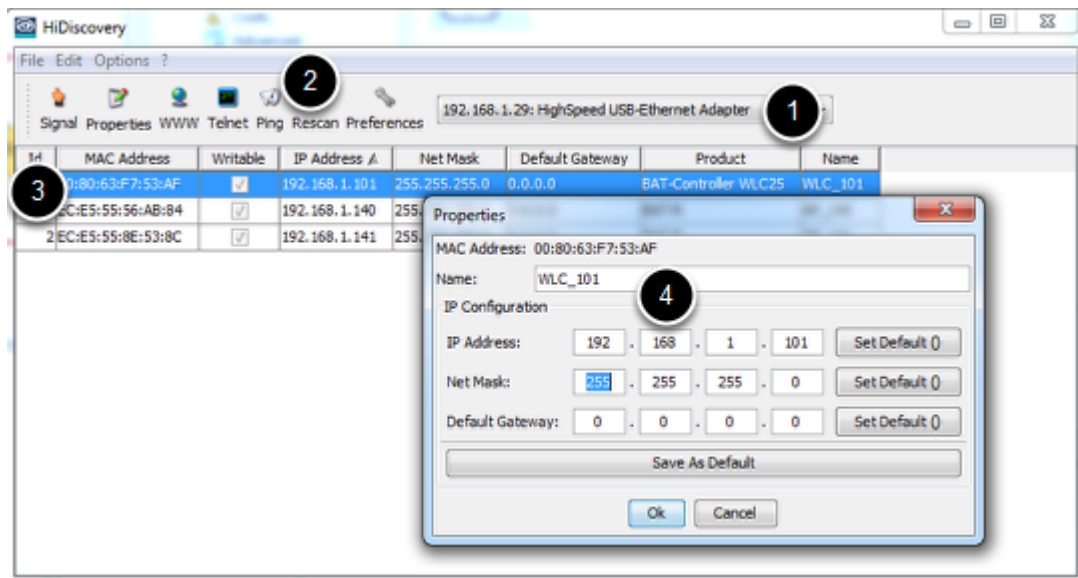 HiDiscovery
File Edit Options ?
2
Signal Properties WWW Telnet Ping Rescan Preferences
192.168.1.29: HighSpeed USB-Ethernet Adapter
1
Id MAC Address Writable IP Address Net Mask Default Gateway Product Name
3 0:80:63:F7:53:AF 192.168.1.101 255.255.255.0 0.0.0.0 BAT-Controller WLC25 WLC_101
EC:E5:55:56:AB:84 192.168.1.140 255.
2 EC:E5:55:8E:53:8C 192.168.1.141 255.
Properties
MAC Address: 00:80:63:F7:53:AF
Name: WLC_101
4
IP Configuration
IP Address: 192 . 168 . 1 . 101 Set Default ()
Net Mask: 255 . 255 . 255 . 0 Set Default ()
Default Gateway: 0 . 0 . 0 . 0 Set Default ()
Save As Default
Ok Cancel